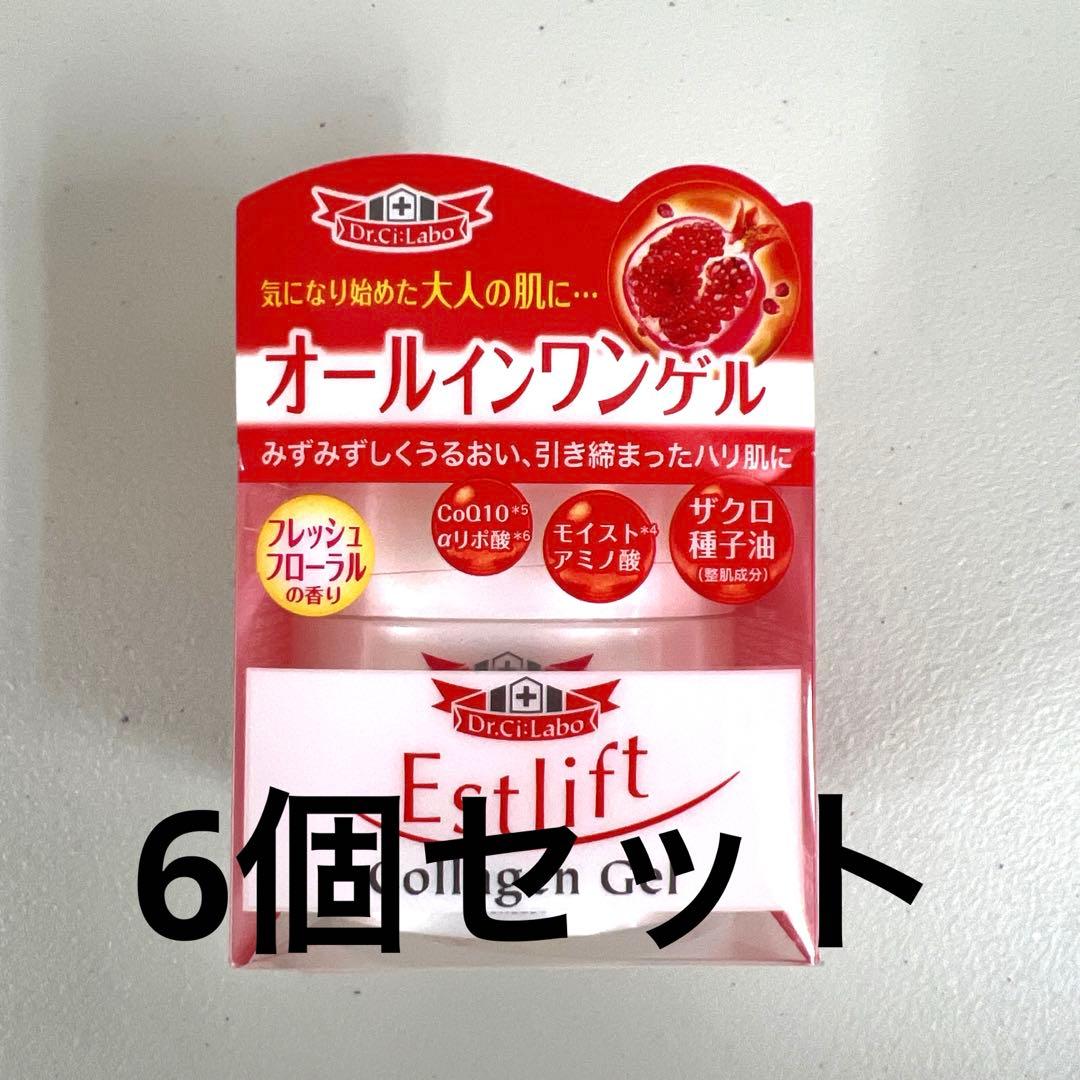 Dr.Ci:Labo
気になり始めた大人の肌に…
オールインワンゲル
みずみずしくうるおい、引き締まったハリ肌に
フレッシュ
フローラル
の香り
CoQ10*5
αリポ酸*6
モイスト*4
アミノ酸
ザクロ
種子油
(整肌成分)
Dr.Ci:Labo
Estlift
Collagen Gel
6個セット